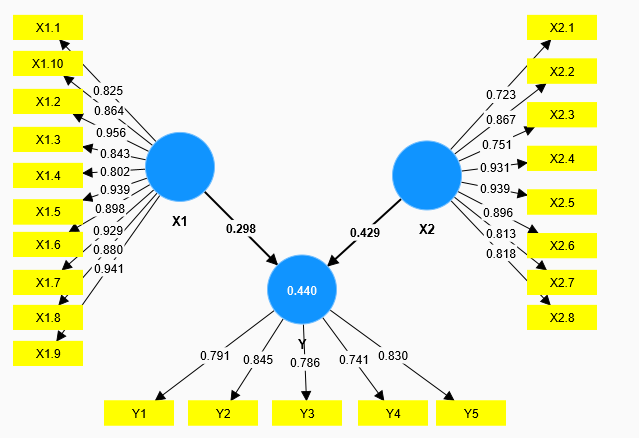 X1.1
X1.10
X1.2
X1.3
X1.4
X1.5
X1.6
X1.7
X1.8
X1.9
0.825
0.864
0.956
0.843
0.802
0.939
0.898
0.929
0.880
0.941
X1
0.298
X2.1
X2.2
X2.3
X2.4
X2.5
X2.6
X2.7
X2.8
0.723
0.867
0.751
0.931
0.939
0.896
0.813
0.818
X2
0.429
0.440
Y
0.791
0.845
0.786
0.741
0.830
Y1
Y2
Y3
Y4
Y5